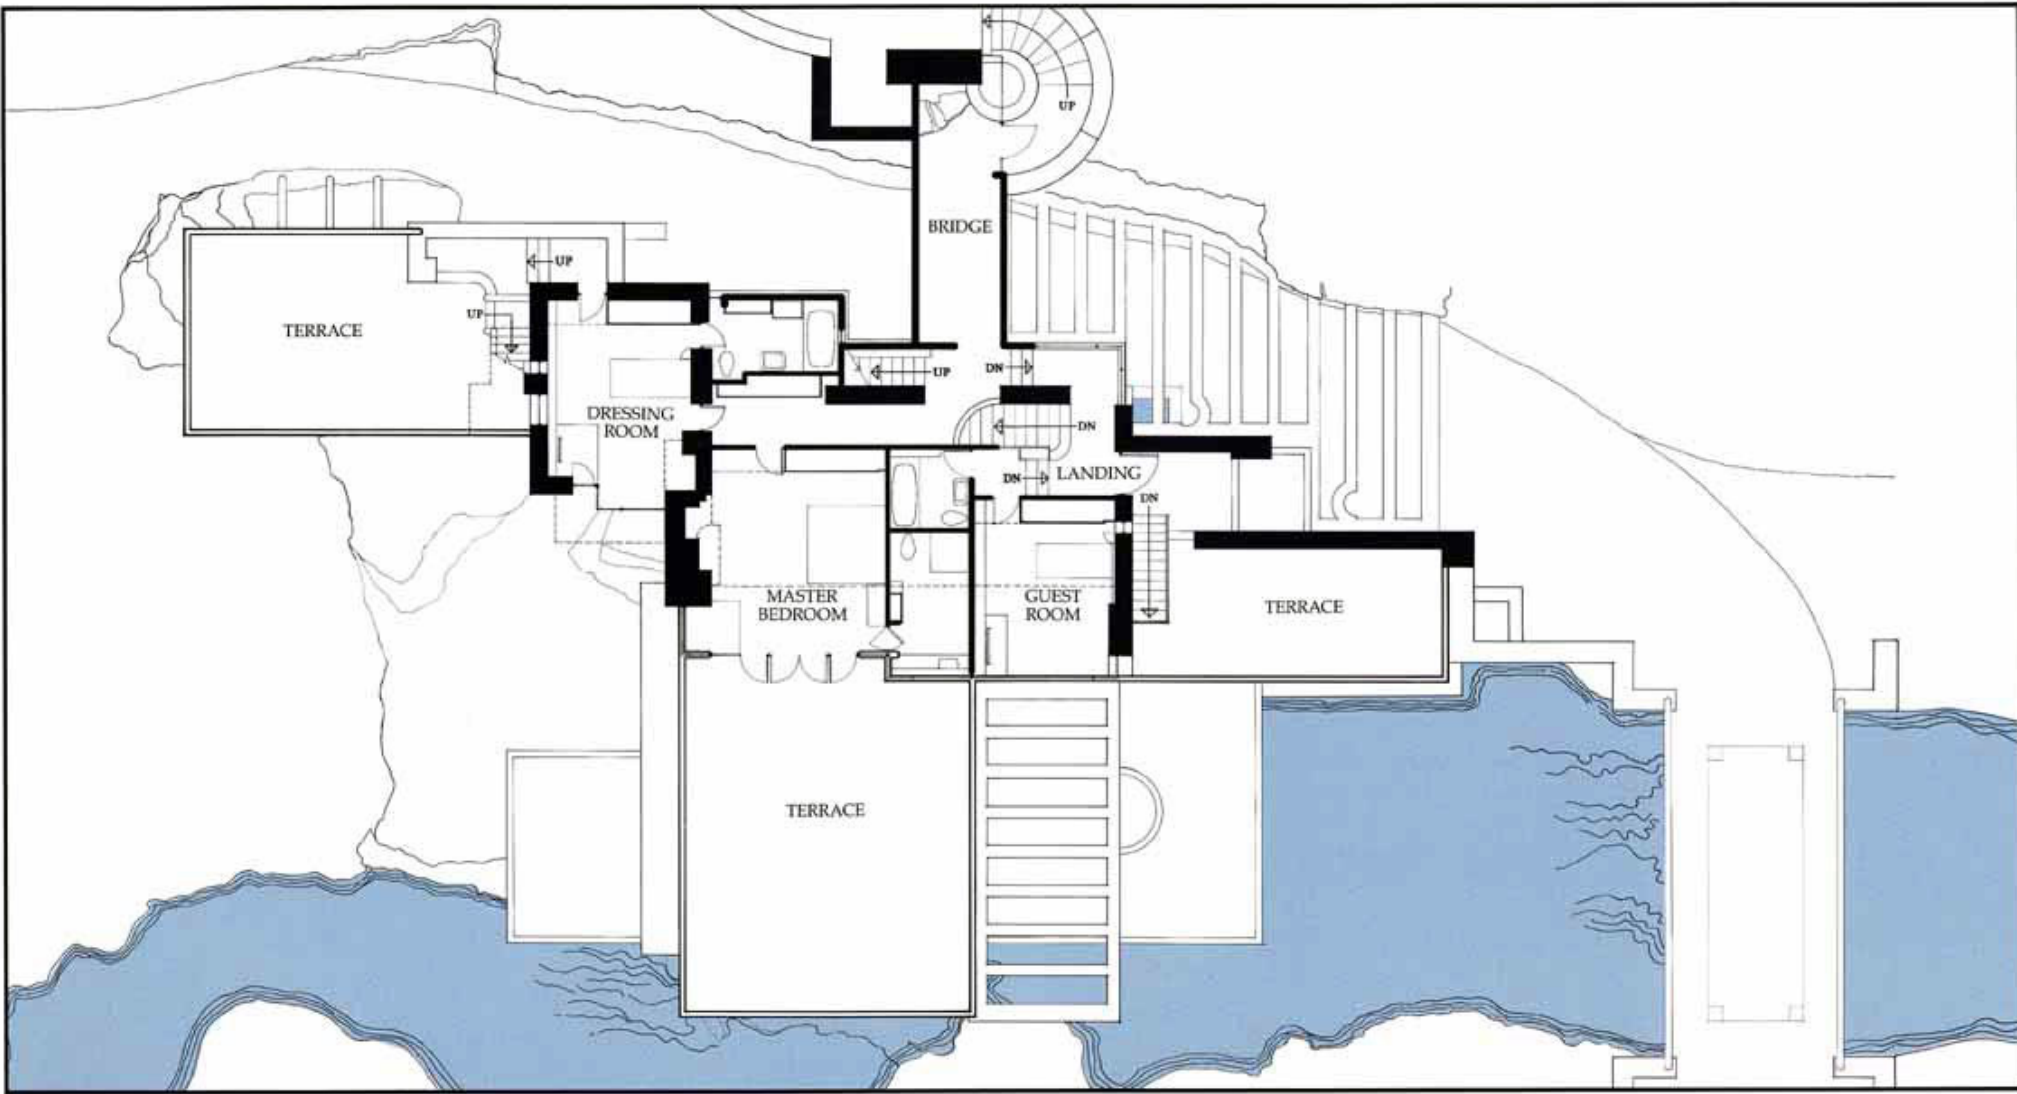 UP
BRIDGE
UP
UP
TERRACE
UP
DN
DRESSING
ROOM
DN
LANDING
DN
DN
MASTER
BEDROOM
GUEST
ROOM
TERRACE
TERRACE